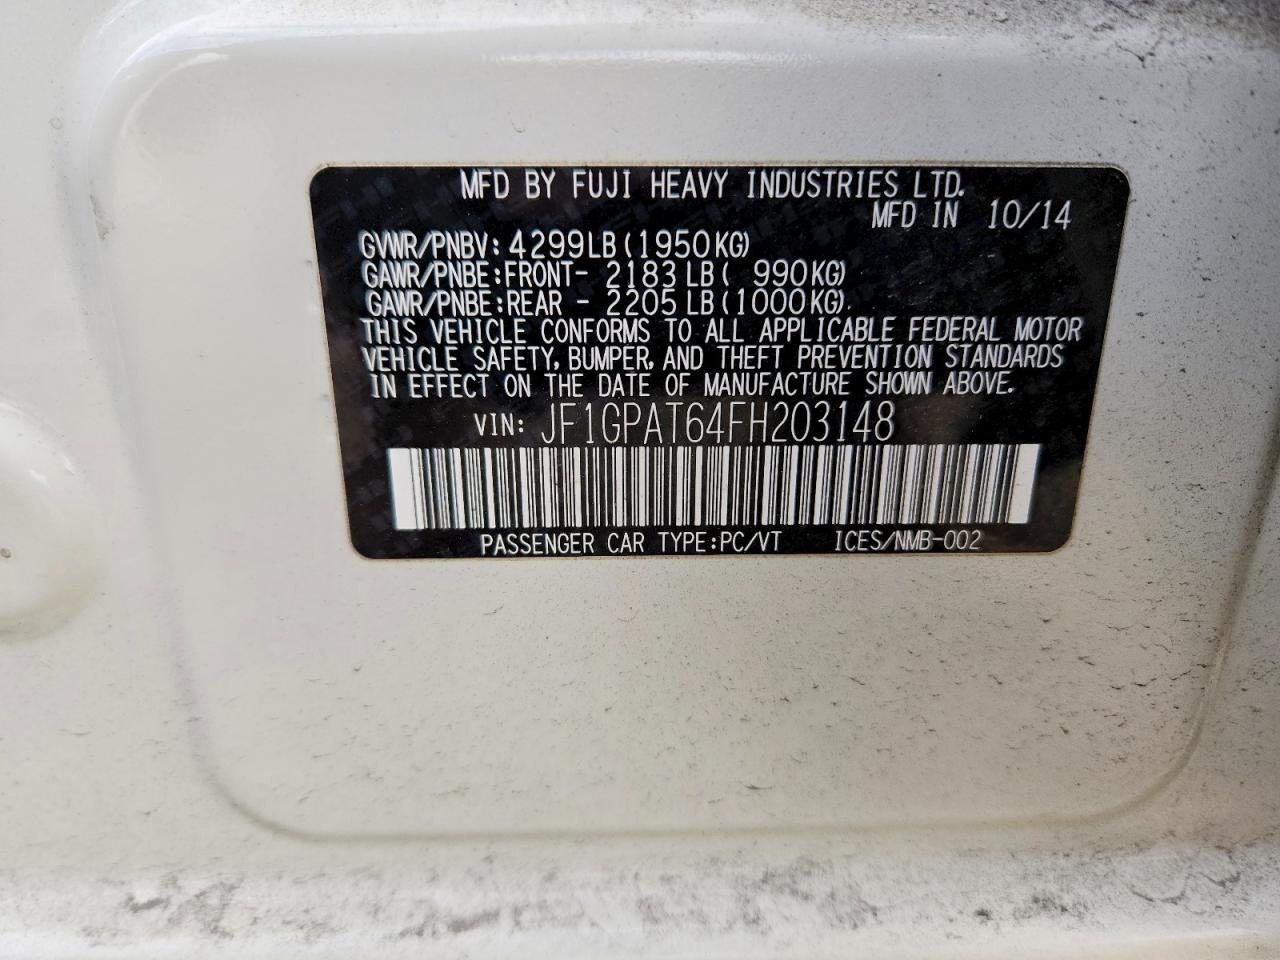 MFD BY FUJI HEAVY INDUSTRIES LTD.
MFD IN 10/14
GVWR/PNBV: 4299LB(1950KG)
GAWR/PNBE:FRONT- 2183LB( 990KG)
GAWR/PNBE:REAR - 2205LB(1000KG)
THIS VEHICLE CONFORMS TO ALL APPLICABLE FEDERAL MOTOR
VEHICLE SAFETY, BUMPER, AND THEFT PREVENTION STANDARDS
IN EFFECT ON THE DATE OF MANUFACTURE SHOWN ABOVE.
VIN: JF1GPAT64FH203148
PASSENGER CAR TYPE:PC/VT ICES/NMB-002